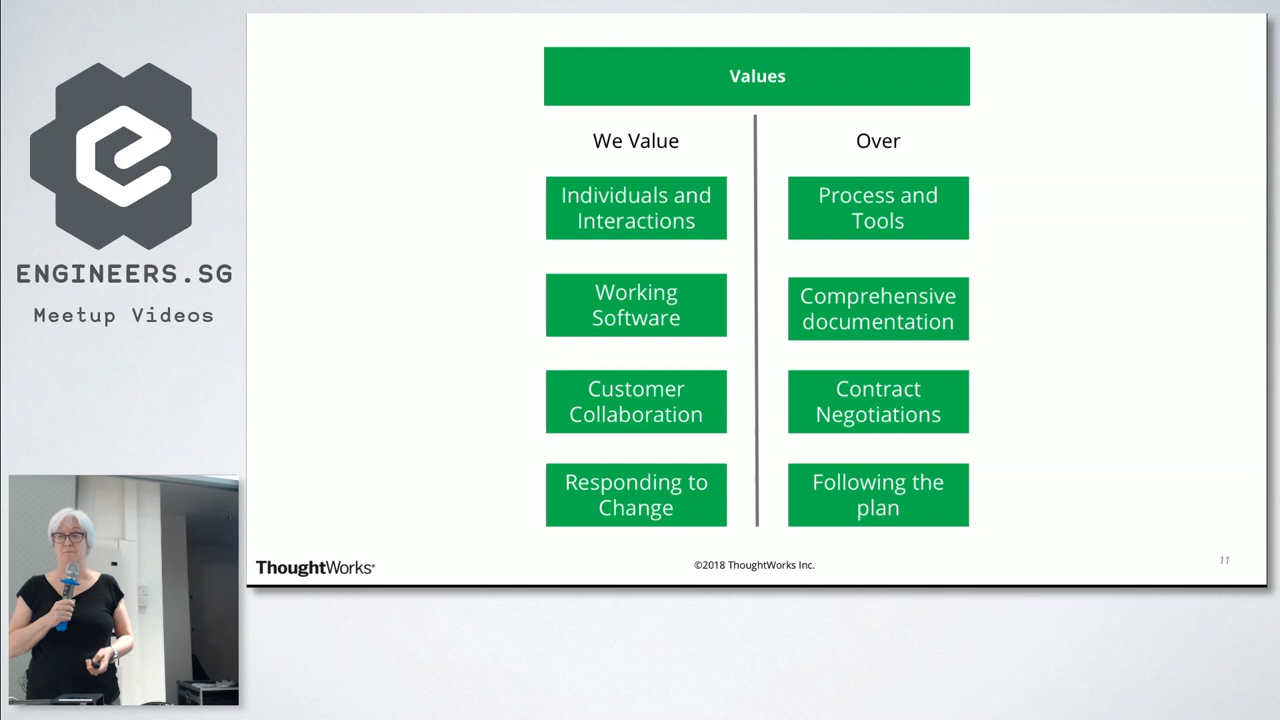 ENGINEERS.SG
Meetup Videos
Values
We Value
Over
Individuals and
Interactions
Process and
Tools
Working
Software
Comprehensive
documentation
Customer
Collaboration
Contract
Negotiations
Responding to
Change
Following the
plan
ThoughtWorks®
©2018 ThoughtWorks Inc.
11